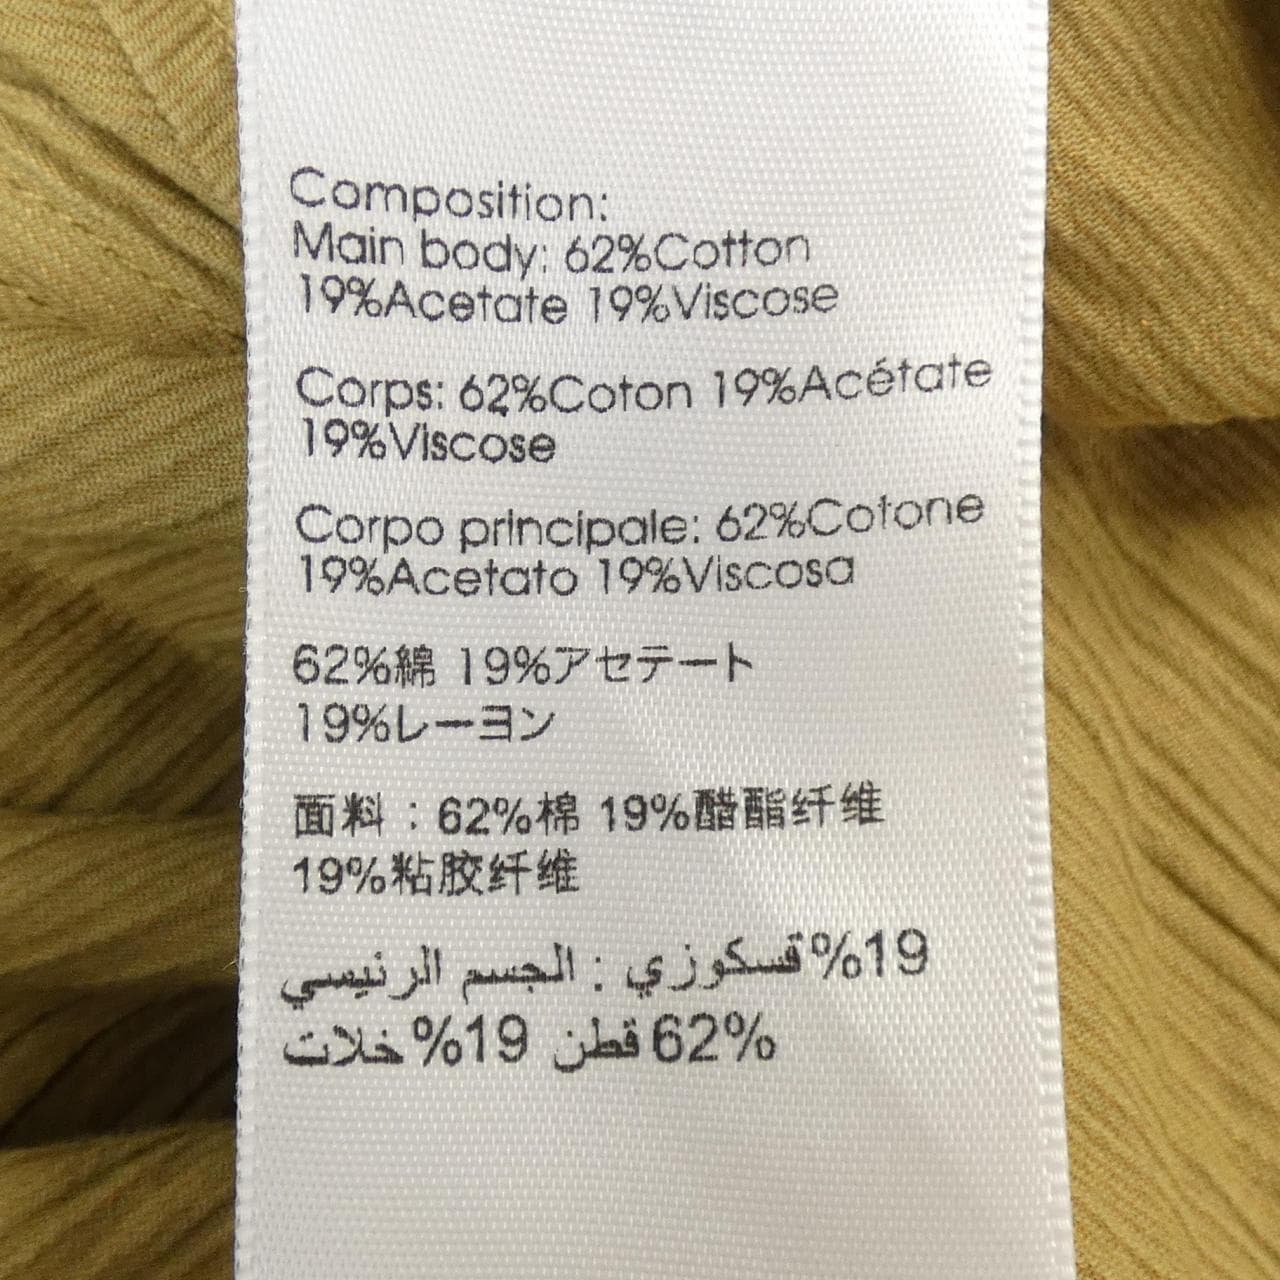 Composition:
Main body: 62%Cotton
19%Acetate 19%Viscose
Corps: 62%Coton 19%Acétate
19%Viscose
Corpo principale: 62%Cotone
19%Acetato 19%Viscosa
62%綿 19%アセテート
19%レーヨン
面料：62%棉 19%醋酯纤维
19%粘胶纤维
الجسم الرئيسي : فسكوزي %19
62% قطن 19% خلات